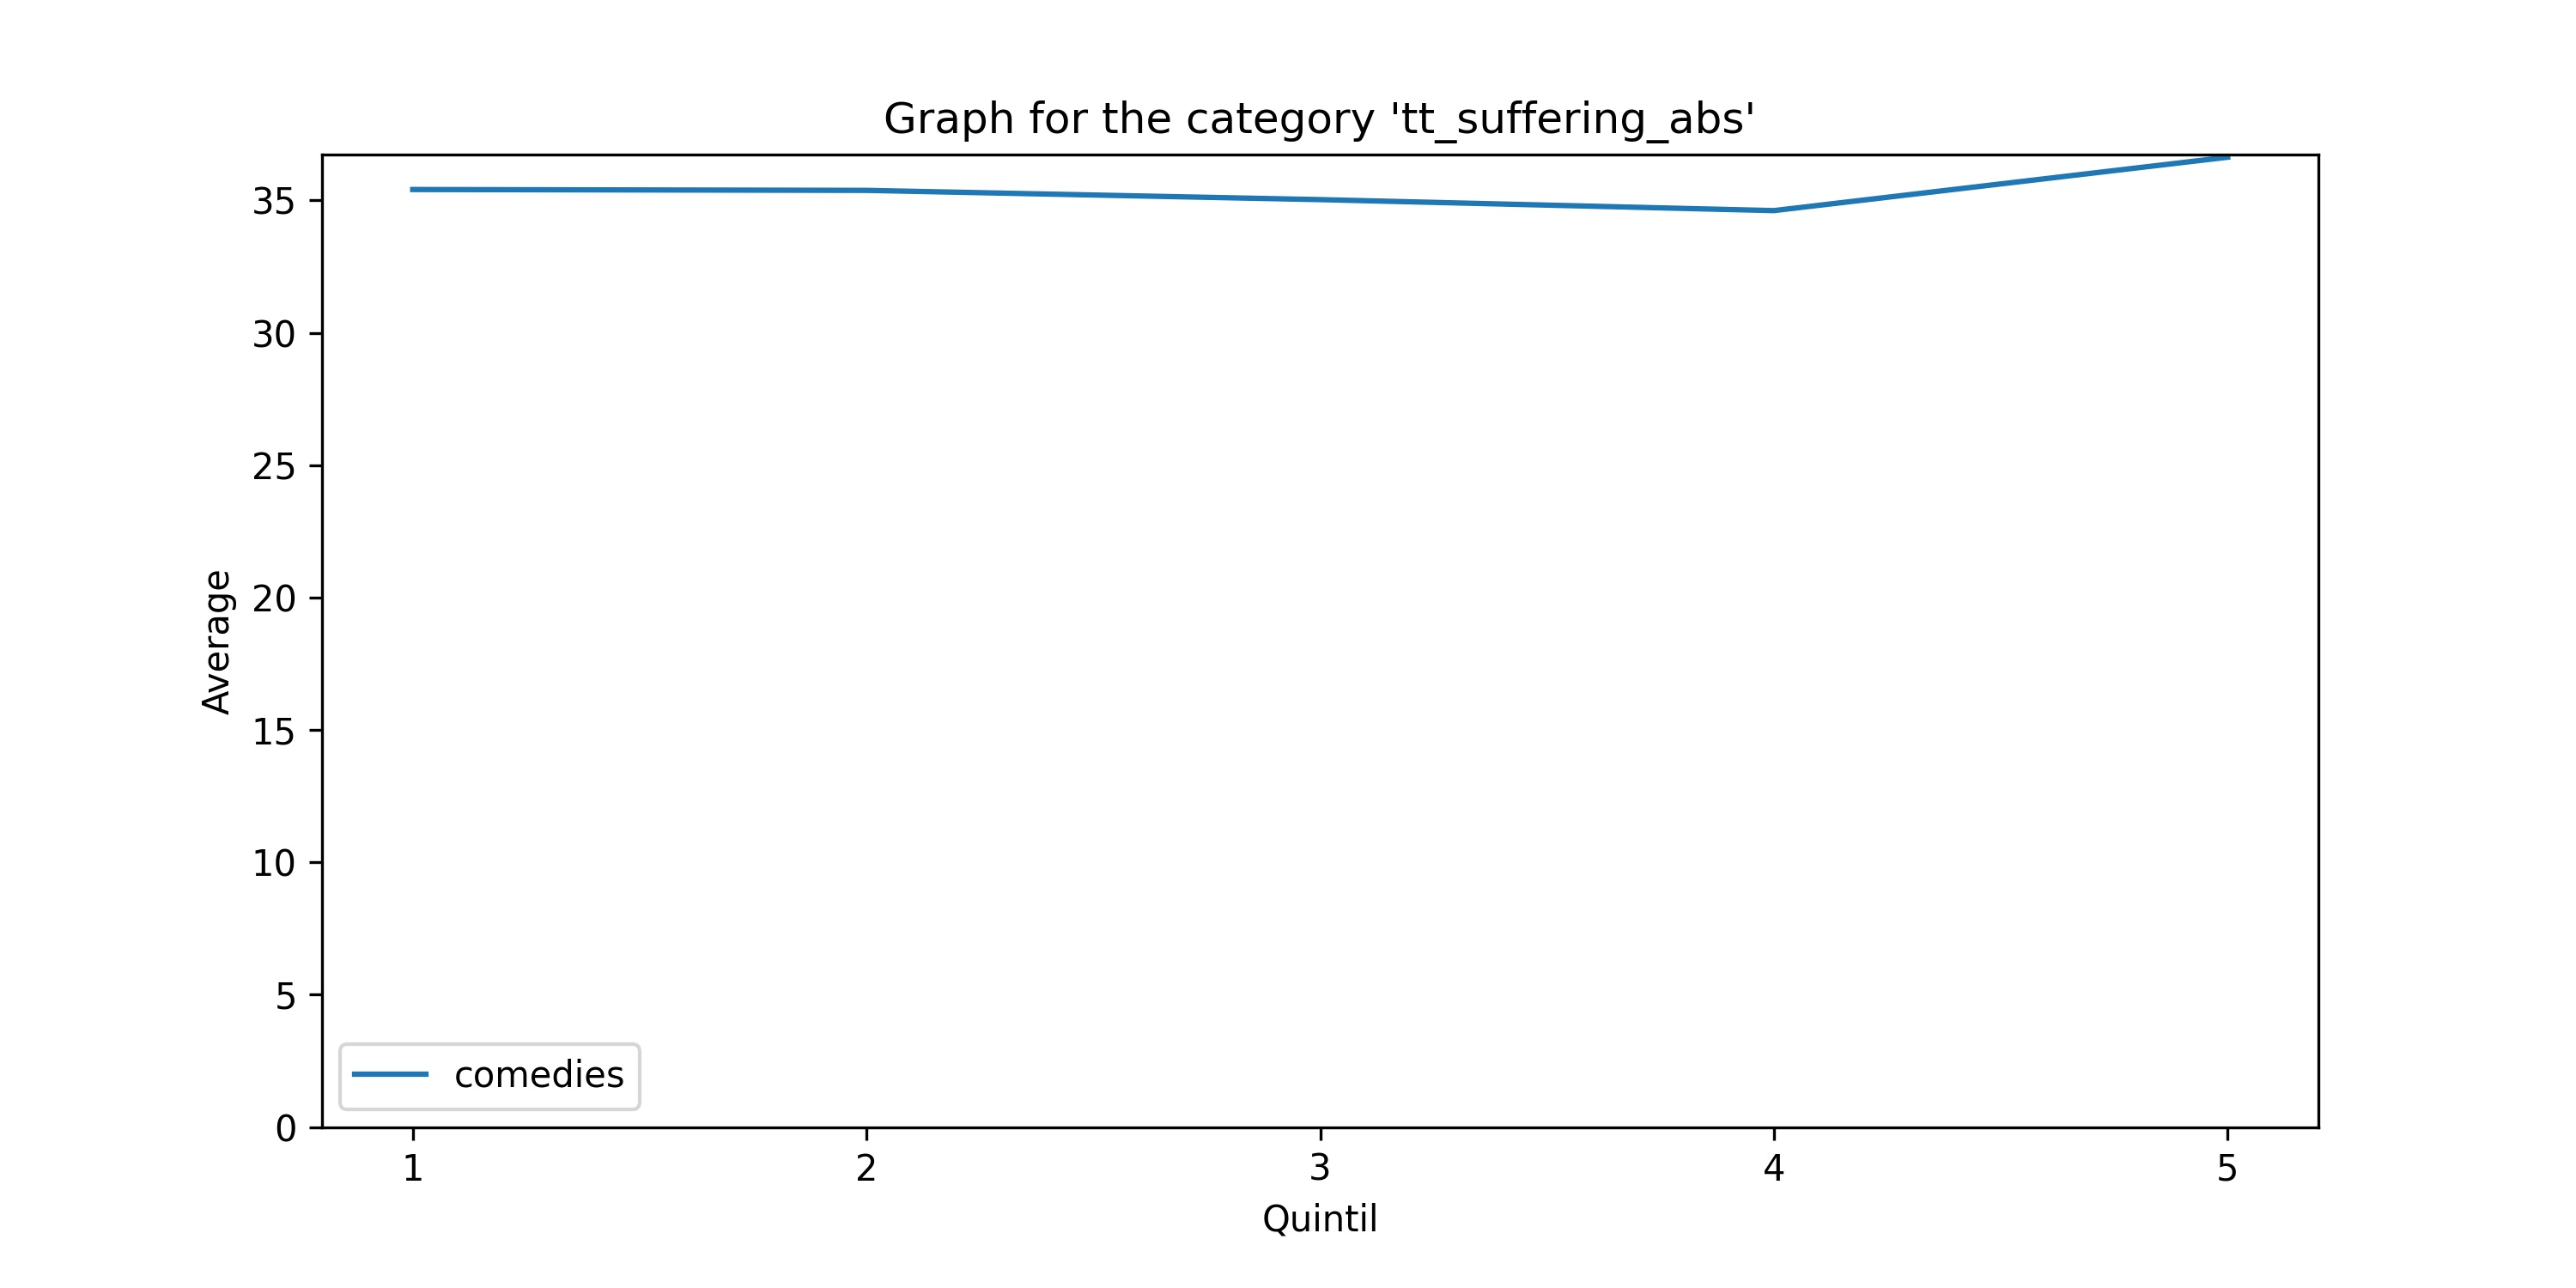 Graph for the category 'tt_suffering_abs'
35
30
25
20
15
10
5
0
Average
comedies
1 2 3 4 5
Quintil